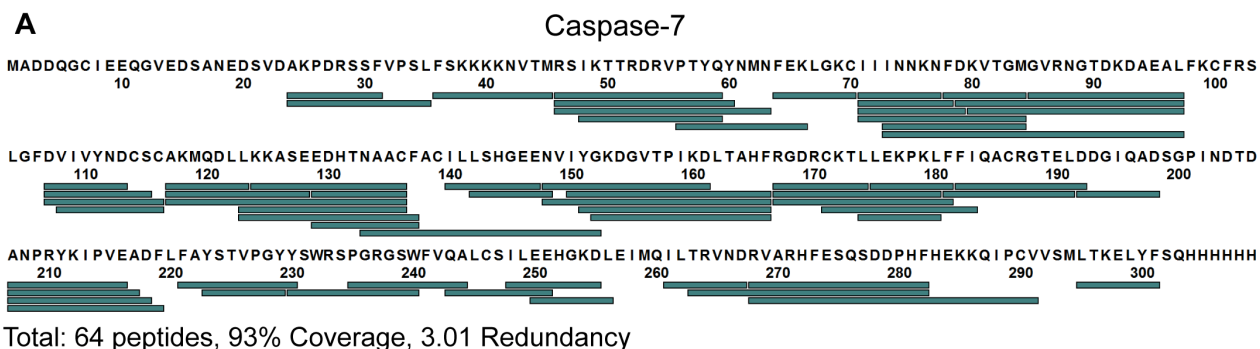 A
Caspase-7
MADDQGCIEEQGVEDSANEDSVDAKPDRSSFVPSLFSKKKKNVTMRSIKTTRDRVPTYQYNMNFEKLGKCIIINNKNFDKVTGMGVRNGTDKDAEALFKCFRS
10 20 30 40 50 60 70 80 90 100
LGFDVIVYNDCSCAKMQDLLKKASEEDHTNAACFACILLSHGEENVIYGKDGVTPIKDLTAHFRGDRCKTLLEKPKLFFIQACRGTELDDGIQADSGPINDTD
110 120 130 140 150 160 170 180 190 200
ANPRYKIPVEADFLFAYSTVPGYYSWRSPGRGSWFVQALCSILEEHGKDLEIMQILTRVNDRVARHFESQSDDPHFHEKKQIPCVVSMLTKELYFSQHHHHHH
210 220 230 240 250 260 270 280 290 300
Total: 64 peptides, 93% Coverage, 3.01 Redundancy